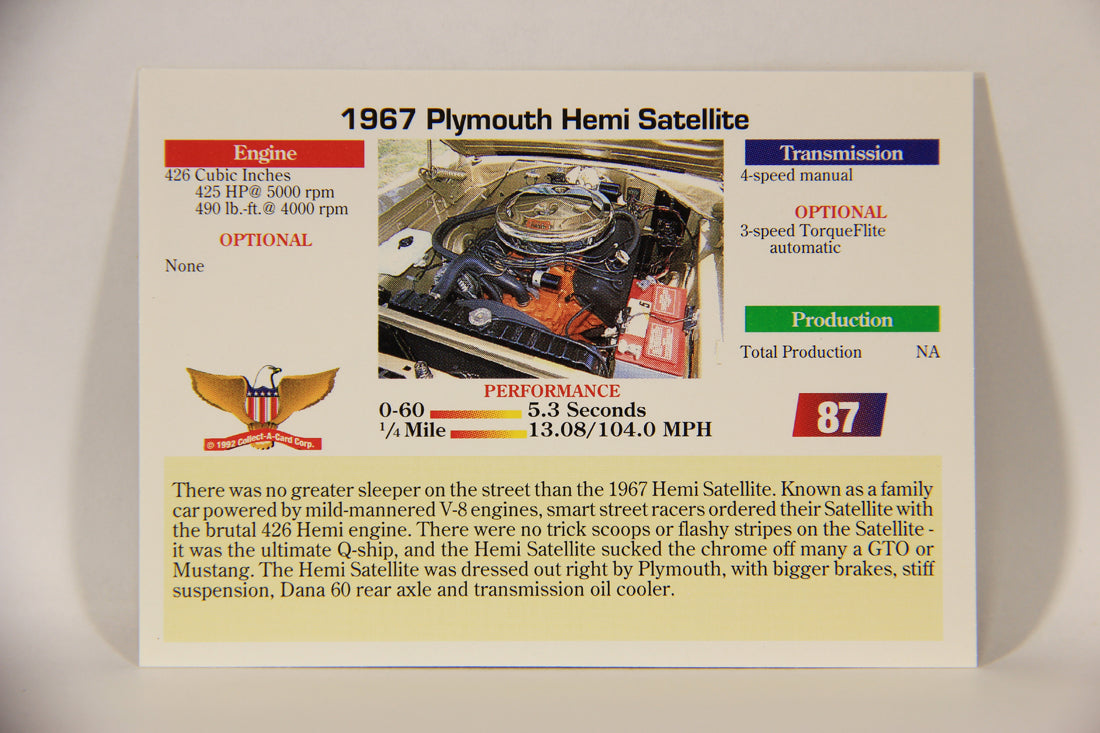 1967 Plymouth Hemi Satellite
Engine
426 Cubic Inches
425 HP@ 5000 rpm
490 lb.-ft.@ 4000 rpm
OPTIONAL
None
Transmission
4-speed manual
OPTIONAL
3-speed TorqueFlite
automatic
Production
Total Production NA
© 1992 Collect-A-Card Corp.
PERFORMANCE
0-60 5.3 Seconds
1/4 Mile 13.08/104.0 MPH
87
There was no greater sleeper on the street than the 1967 Hemi Satellite. Known as a family
car powered by mild-mannered V-8 engines, smart street racers ordered their Satellite with
the brutal 426 Hemi engine. There were no trick scoops or flashy stripes on the Satellite -
it was the ultimate Q-ship, and the Hemi Satellite sucked the chrome off many a GTO or
Mustang. The Hemi Satellite was dressed out right by Plymouth, with bigger brakes, stiff
suspension, Dana 60 rear axle and transmission oil cooler.